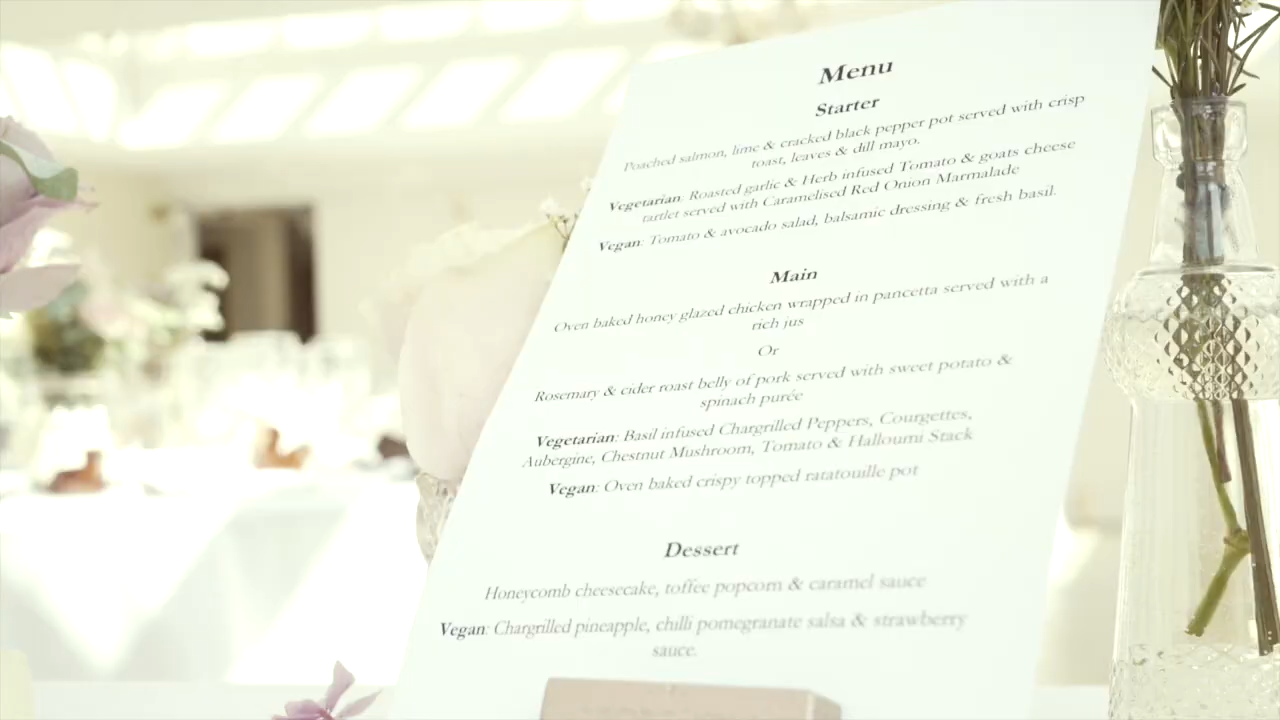 Menu
Starter
Poached salmon, lime & cracked black pepper pot served with crisp
toast, leaves & dill mayo.
Vegetarian: Roasted garlic & Herb infused Tomato & goats cheese
tartlet served with Caramelised Red Onion Marmalade
Vegan: Tomato & avocado salad, balsamic dressing & fresh basil.
Main
Oven baked honey glazed chicken wrapped in pancetta served with a
rich jus
Or
Rosemary & cider roast belly of pork served with sweet potato &
spinach purée
Vegetarian: Basil infused Chargrilled Peppers, Courgettes,
Aubergine, Chestnut Mushroom, Tomato & Halloumi Stack
Vegan: Oven baked crispy topped ratatouille pot
Dessert
Honeycomb cheesecake, toffee popcorn & caramel sauce
Vegan: Chargrilled pineapple, chilli pomegranate salsa & strawberry
sauce.